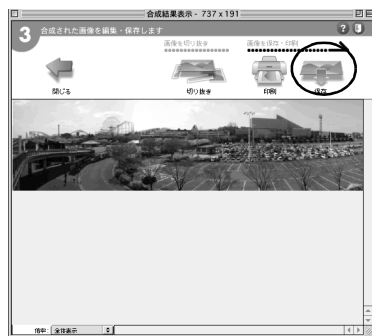 合成結果表示 - 737 x 191
3 合成された画像を編集・保存します
画像を切り抜き
画像を保存・印刷
閉じる
切り抜き
印刷
保存
倍率: 全体表示